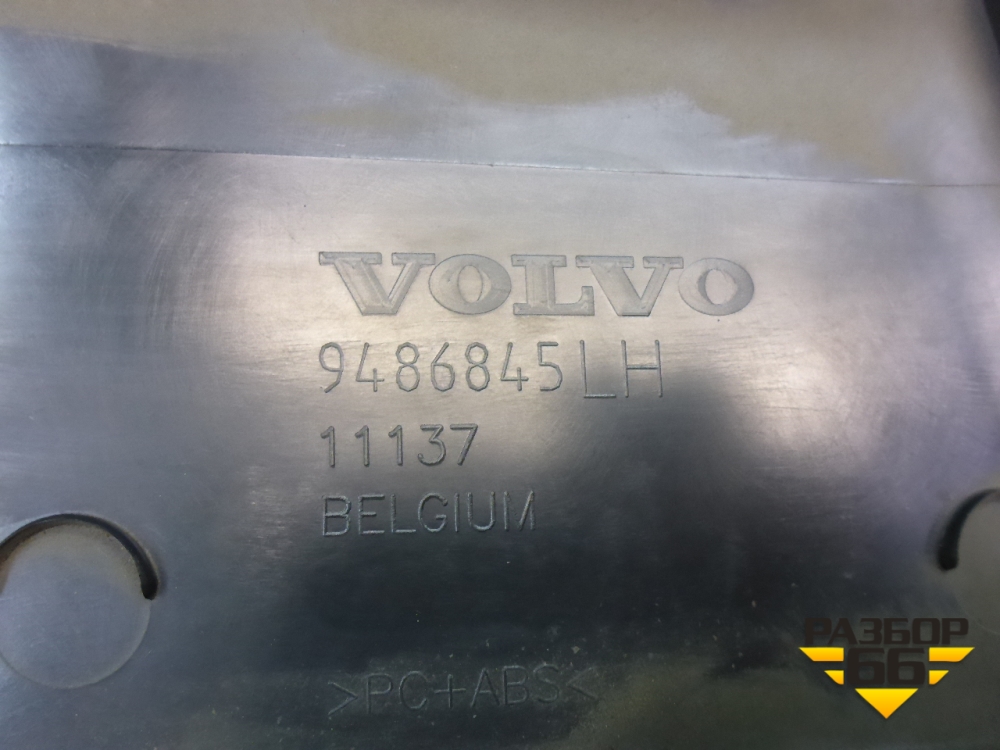 VOLVO
9486845LH
11137
BELGIUM
>PC+ABS<
РАЗБОР
66